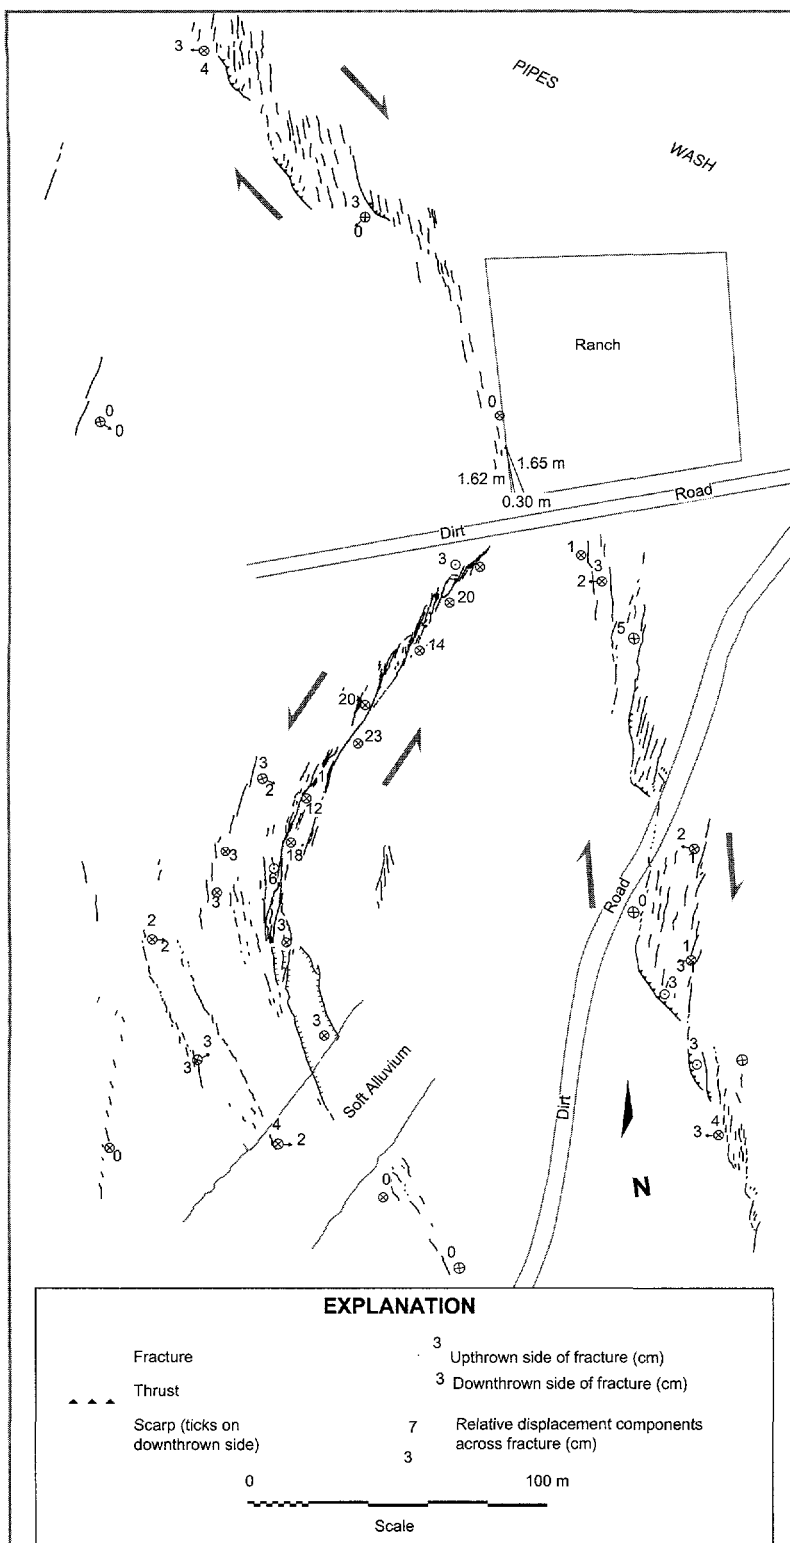 3
4
PIPES
WASH
3
0
Ranch
0
0
0
1.65 m
1.62 m
0.30 m
Road
Dirt
3
1
3
2
20
5
14
20
23
3
2
1
12
2
1
18
3
6
Road
0
3
3
2
2
1
3
3
3
3
3
3
Soft Alluvium
Dirt
4
2
4
3
0
N
0
0
EXPLANATION
Fracture
3 Upthrown side of fracture (cm)
Thrust
3 Downthrown side of fracture (cm)
Scarp (ticks on
downthrown side)
7 Relative displacement components
across fracture (cm)
3
0 100 m
Scale